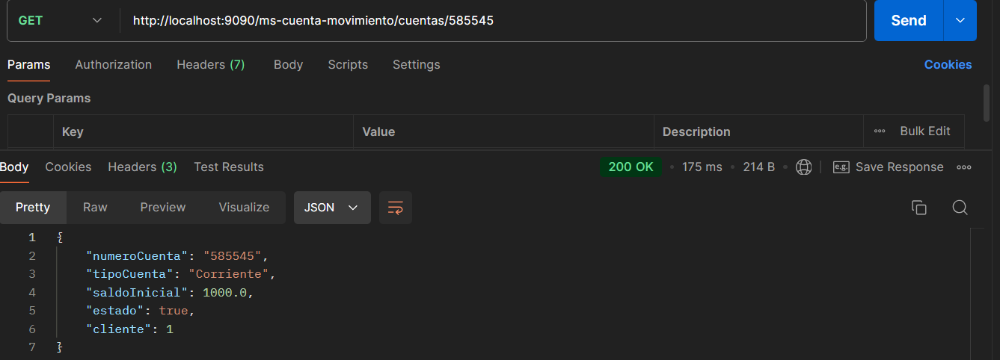 GET http://localhost:9090/ms-cuenta-movimiento/cuentas/585545 Send
Params Authorization Headers (7) Body Scripts Settings Cookies
Query Params
Key Value Description Bulk Edit
Body Cookies Headers (3) Test Results 200 OK • 175 ms • 214 B • e.g. Save Response
Pretty Raw Preview Visualize JSON
1 {
2 "numeroCuenta": "585545",
3 "tipoCuenta": "Corriente",
4 "saldoInicial": 1000.0,
5 "estado": true,
6 "cliente": 1
7 }